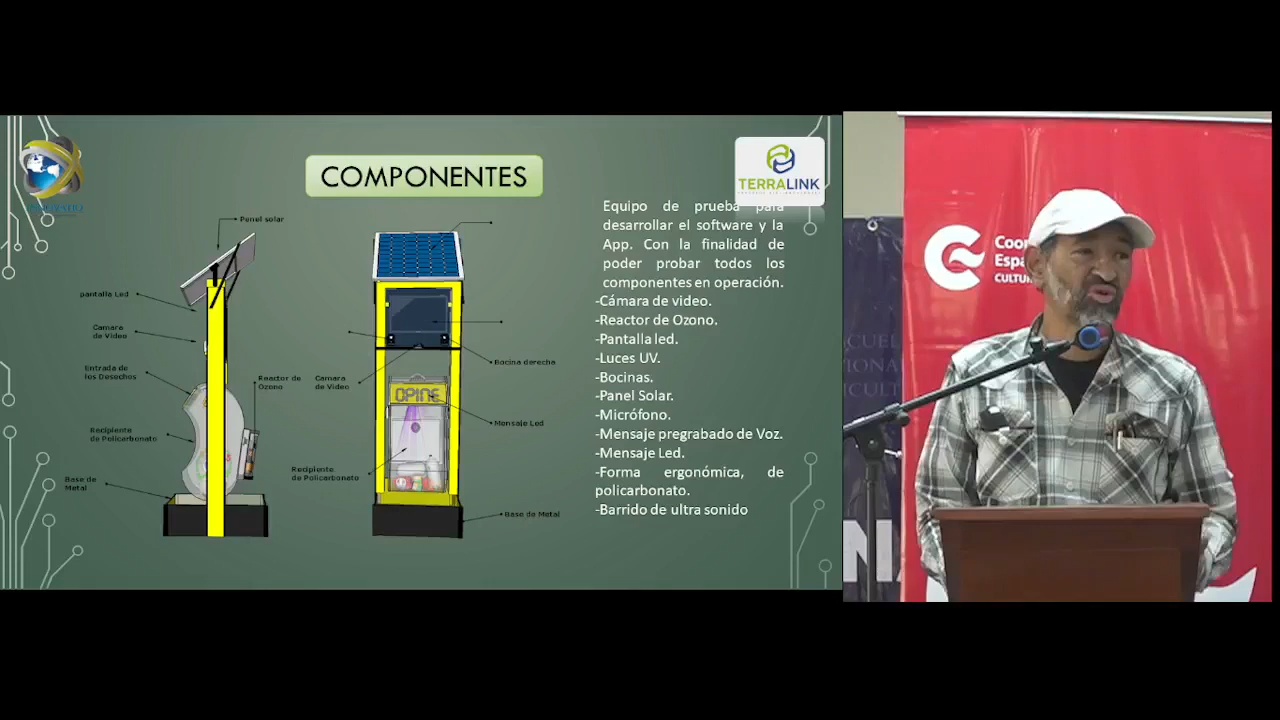 COMPONENTES
TERRALINK
Panel solar
pantalla Led
Camara
de Video
Entrada de
los Desechos
Reactor de
Ozono
Recipiente
de Policarbonato
Base de
Metal
Camara
de Video
Bocina derecha
OPINE
Mensaje Led
Recipiente
de Policarbonato
Base de Metal
Equipo de prueba para
desarrollar el software y la
App. Con la finalidad de
poder probar todos los
componentes en operación.
-Cámara de video.
-Reactor de Ozono.
-Pantalla led.
-Luces UV.
-Bocinas.
-Panel Solar.
-Micrófono.
-Mensaje pregrabado de Voz.
-Mensaje Led.
-Forma ergonómica, de
policarbonato.
-Barrido de ultra sonido
Coo
Espa
CULTU